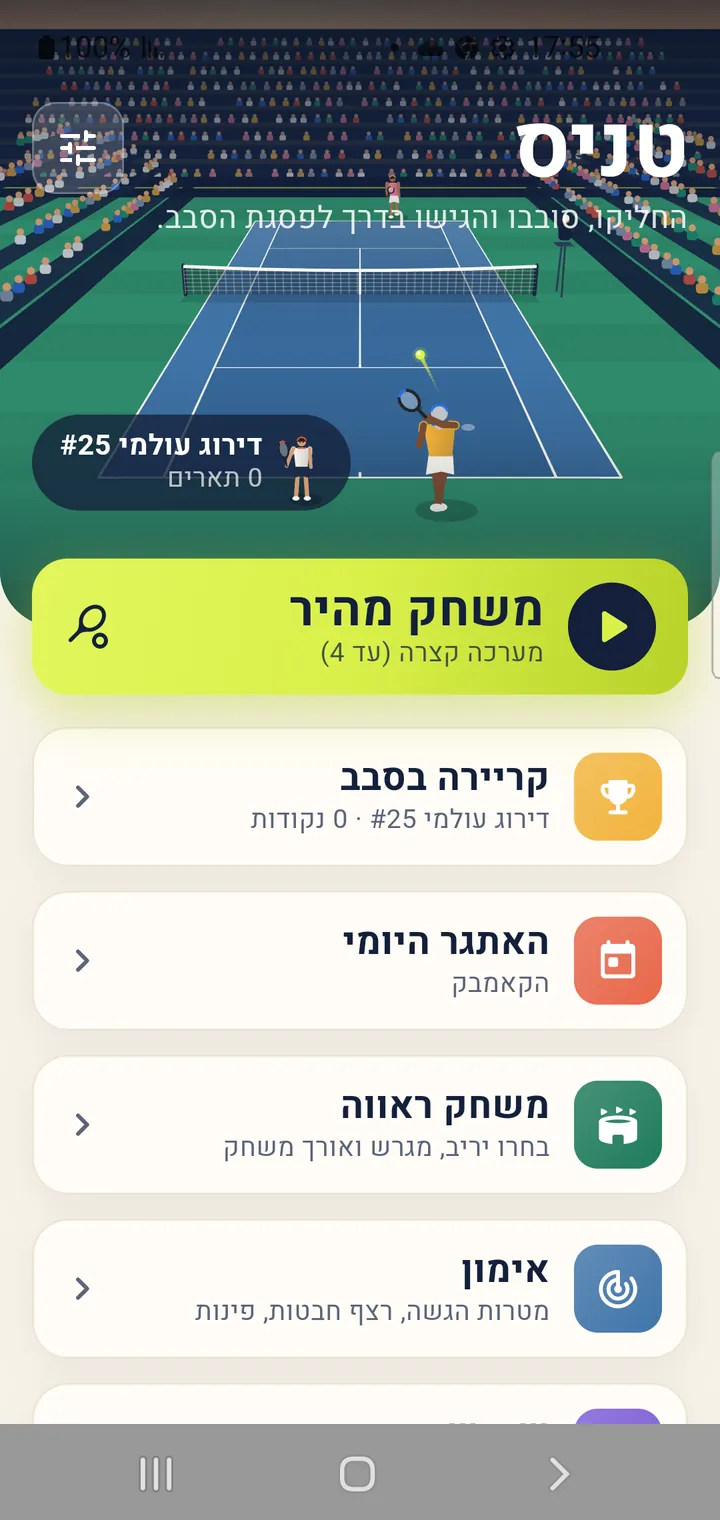 17:55
100%
טניס
החליקו, סובבו והגישו בדרך לפסגת הסבב.
דירוג עולמי #25
0 תארים
משחק מהיר
מערכה קצרה (עד 4)
קריירה בסבב
דירוג עולמי #25 · 0 נקודות
האתגר היומי
הקאמבק
משחק ראווה
בחרו יריב, מגרש ואורך משחק
אימון
מטרות הגשה, רצף חבטות, פינות